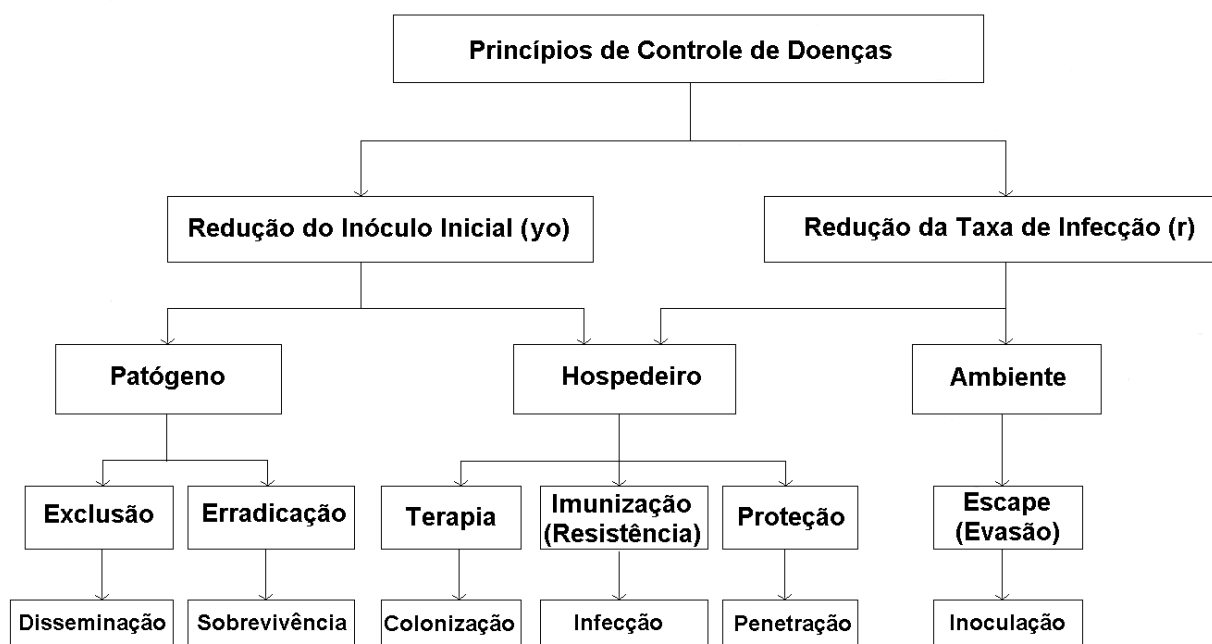 Princípios de Controle de Doenças
Redução do Inóculo Inicial (yo)
Redução da Taxa de Infecção (r)
Patógeno
Hospedeiro
Ambiente
Exclusão
Erradicação
Terapia
Imunização
(Resistência)
Proteção
Escape
(Evasão)
Disseminação
Sobrevivência
Colonização
Infecção
Penetração
Inoculação